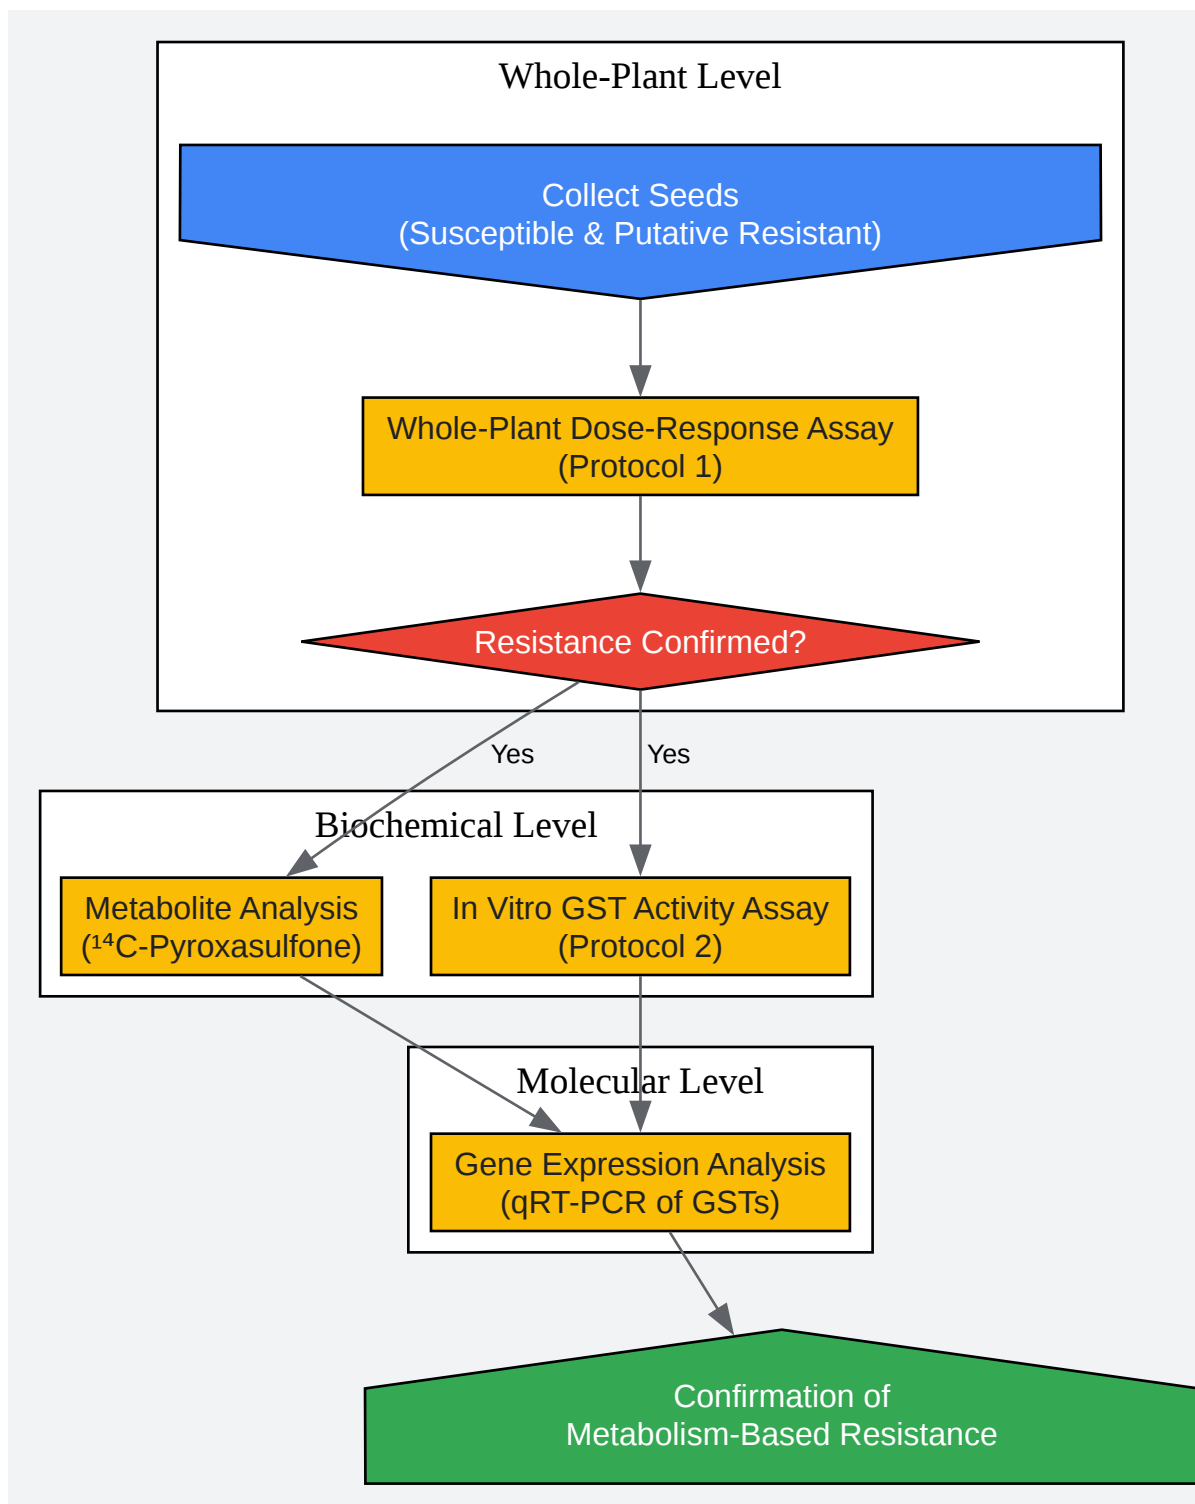 Whole-Plant Level
Collect Seeds
(Susceptible & Putative Resistant)
Whole-Plant Dose-Response Assay
(Protocol 1)
Resistance Confirmed?
Yes
Yes
Biochemical Level
Metabolite Analysis
(¹⁴C-Pyroxasulfone)
In Vitro GST Activity Assay
(Protocol 2)
Molecular Level
Gene Expression Analysis
(qRT-PCR of GSTs)
Confirmation of
Metabolism-Based Resistance